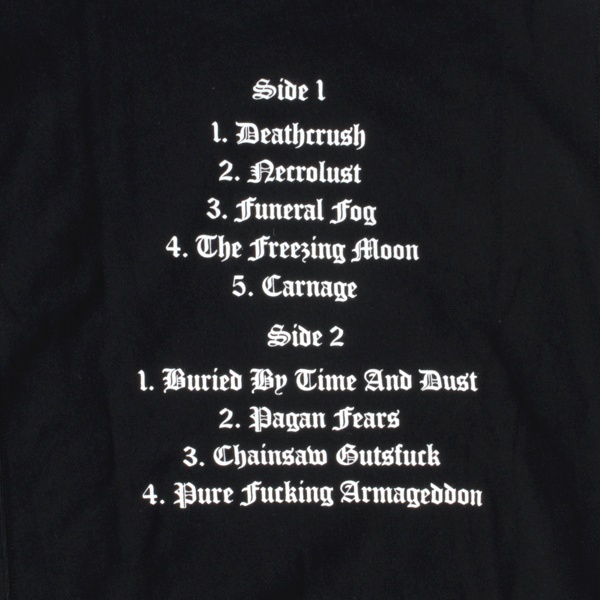 Side 1
1. Deathcrush
2. Necrolust
3. Funeral Fog
4. The Freezing Moon
5. Carnage
Side 2
1. Buried By Time And Dust
2. Pagan Fears
3. Chainsaw Gutsfuck
4. Pure Fucking Armageddon